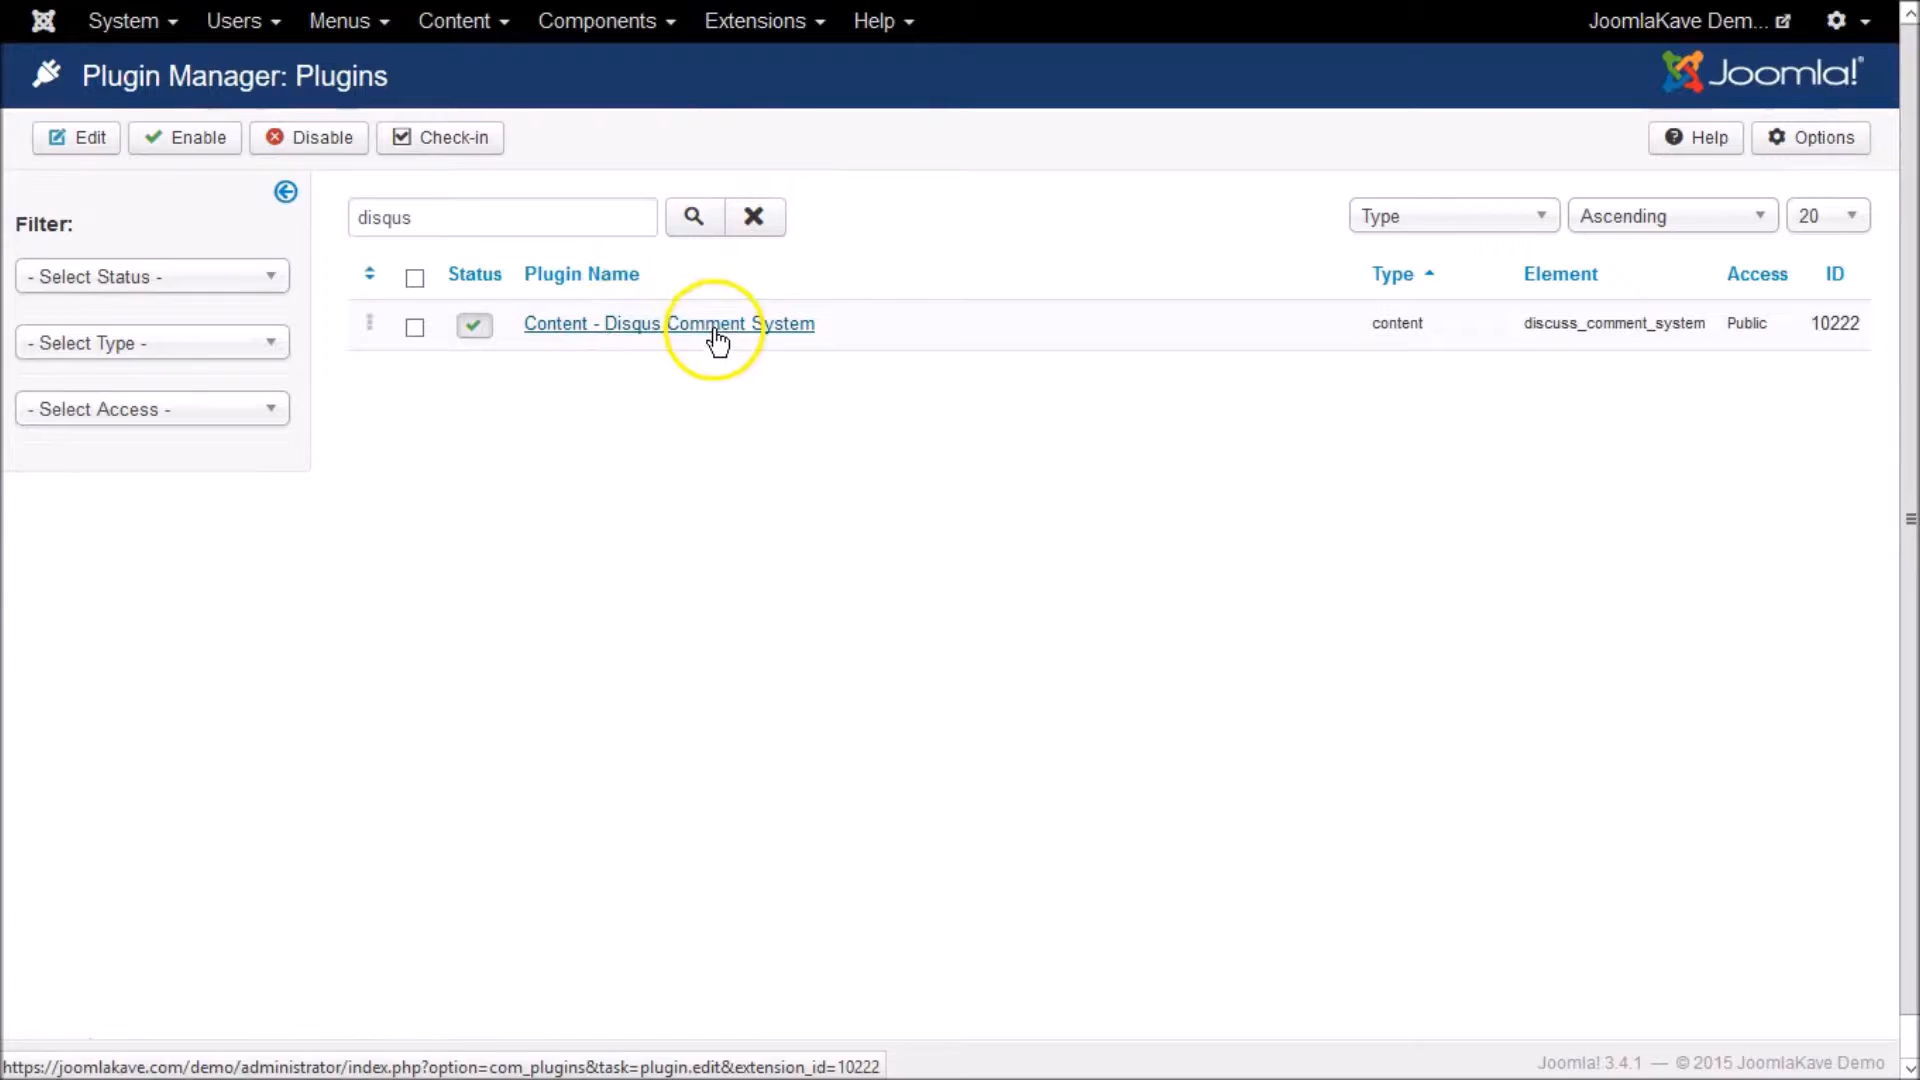 System Users Menus Content Components Extensions Help JoomlaKave Dem...
Plugin Manager: Plugins Joomla!
Edit Enable Disable Check-in Help Options
Filter:
- Select Status -
- Select Type -
- Select Access -
disqus Type Ascending 20
Status Plugin Name Type Element Access ID
Content - Disqus Comment System content discuss_comment_system Public 10222
https://joomlakave.com/demo/administrator/index.php?option=com_plugins&task=plugin.edit&extension_id=10222
Joomla! 3.4.1 — © 2015 JoomlaKave Demo